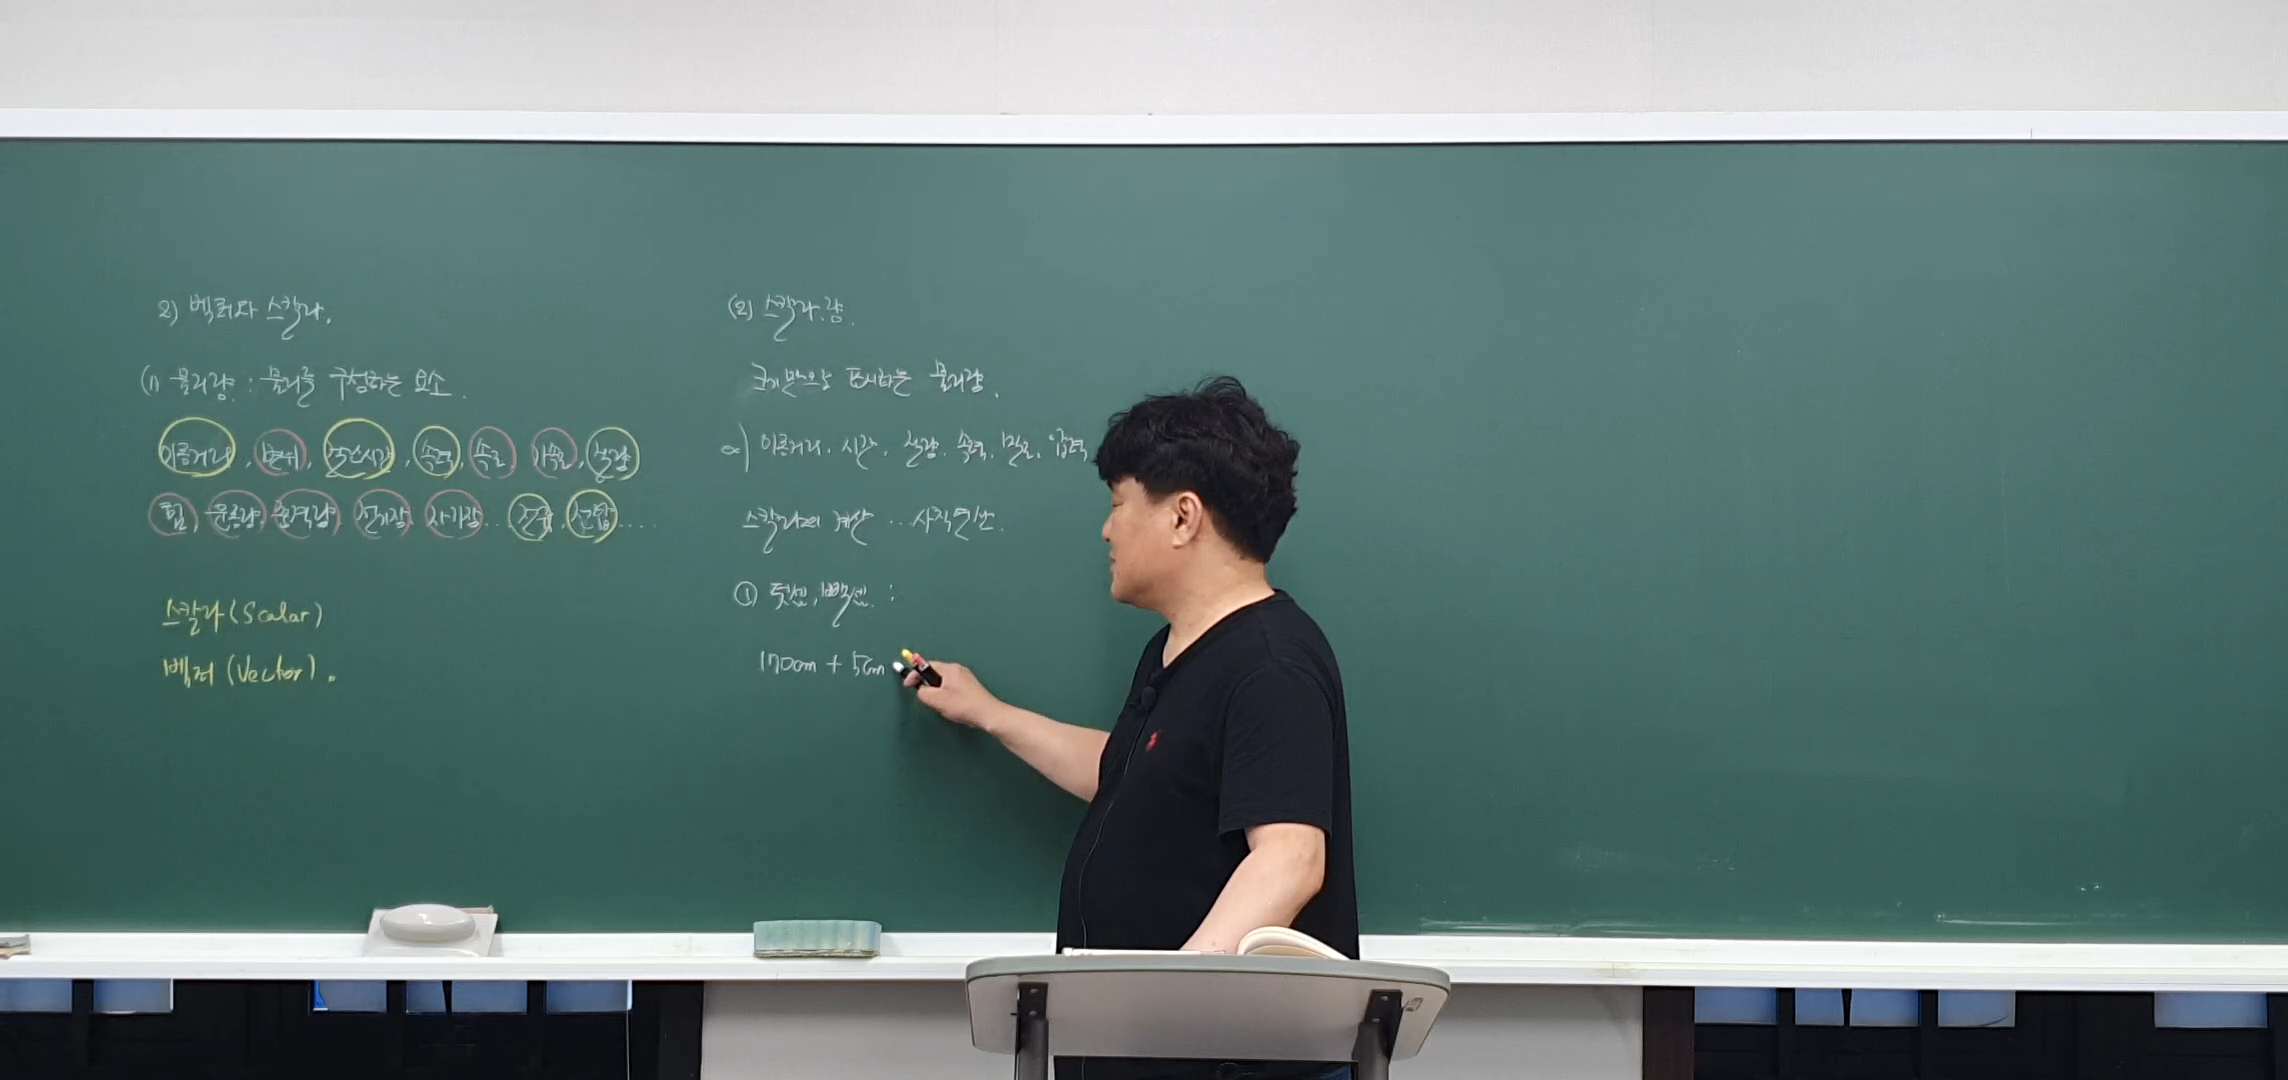 2) 벡터와 스칼라.
(1) 물리량 : 물리를 구성하는 요소.
이동거리, 변위, 걸린시간, 속력, 속도, 가속도, 질량
힘, 운동량, 충격량, 전기장, 자기장.. 전류, 전압....
스칼라 (Scalar)
벡터 (Vector).
(2) 스칼라량.
크기만으로 표시하는 물리량.
ex) 이동거리, 시간, 질량, 속력, 밀도, 압력
스칼라의 계산 ... 사칙연산.
① 덧셈, 뺄셈 :
170cm + 5cm